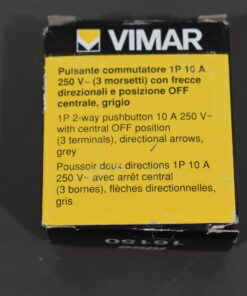 VIMAR
Pulsante commutatore 1P 10 A
250 V~ (3 morsetti) con frecce
direzionali e posizione OFF
centrale, grigio
1P 2-way pushbutton 10 A 250 V~
with central OFF position
(3 terminals), directional arrows,
grey
Poussoir deux directions 1P 10 A
250 V~ avec arrêt central
(3 bornes), flèches directionnelles,
gris
16150